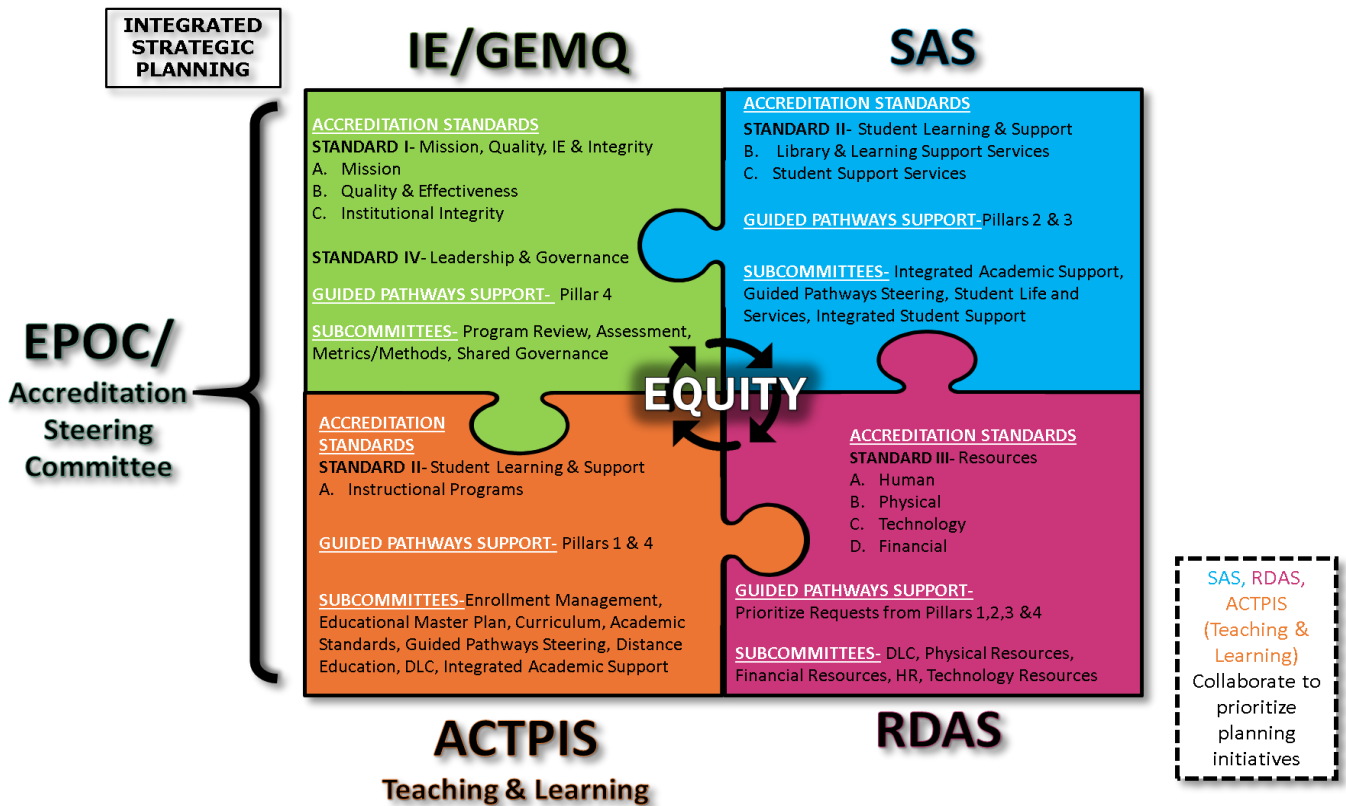 INTEGRATED
STRATEGIC
PLANNING
IE/GEMQ
SAS
EPOC/
Accreditation
Steering
Committee
ACCREDITATION STANDARDS
STANDARD I- Mission, Quality, IE & Integrity
A. Mission
B. Quality & Effectiveness
C. Institutional Integrity
STANDARD IV- Leadership & Governance
GUIDED PATHWAYS SUPPORT- Pillar 4
SUBCOMMITTEES- Program Review, Assessment,
Metrics/Methods, Shared Governance
ACCREDITATION STANDARDS
STANDARD II- Student Learning & Support
B. Library & Learning Support Services
C. Student Support Services
GUIDED PATHWAYS SUPPORT-Pillars 2 & 3
SUBCOMMITTEES- Integrated Academic Support,
Guided Pathways Steering, Student Life and
Services, Integrated Student Support
EQUITY
ACCREDITATION
STANDARDS
STANDARD II- Student Learning & Support
A. Instructional Programs
GUIDED PATHWAYS SUPPORT- Pillars 1 & 4
SUBCOMMITTEES-Enrollment Management,
Educational Master Plan, Curriculum, Academic
Standards, Guided Pathways Steering, Distance
Education, DLC, Integrated Academic Support
ACCREDITATION STANDARDS
STANDARD III- Resources
A. Human
B. Physical
C. Technology
D. Financial
GUIDED PATHWAYS SUPPORT-
Prioritize Requests from Pillars 1,2,3 &4
SUBCOMMITTEES- DLC, Physical Resources,
Financial Resources, HR, Technology Resources
ACTPIS
Teaching & Learning
RDAS
SAS, RDAS,
ACTPIS
(Teaching &
Learning)
Collaborate to
prioritize
planning
initiatives